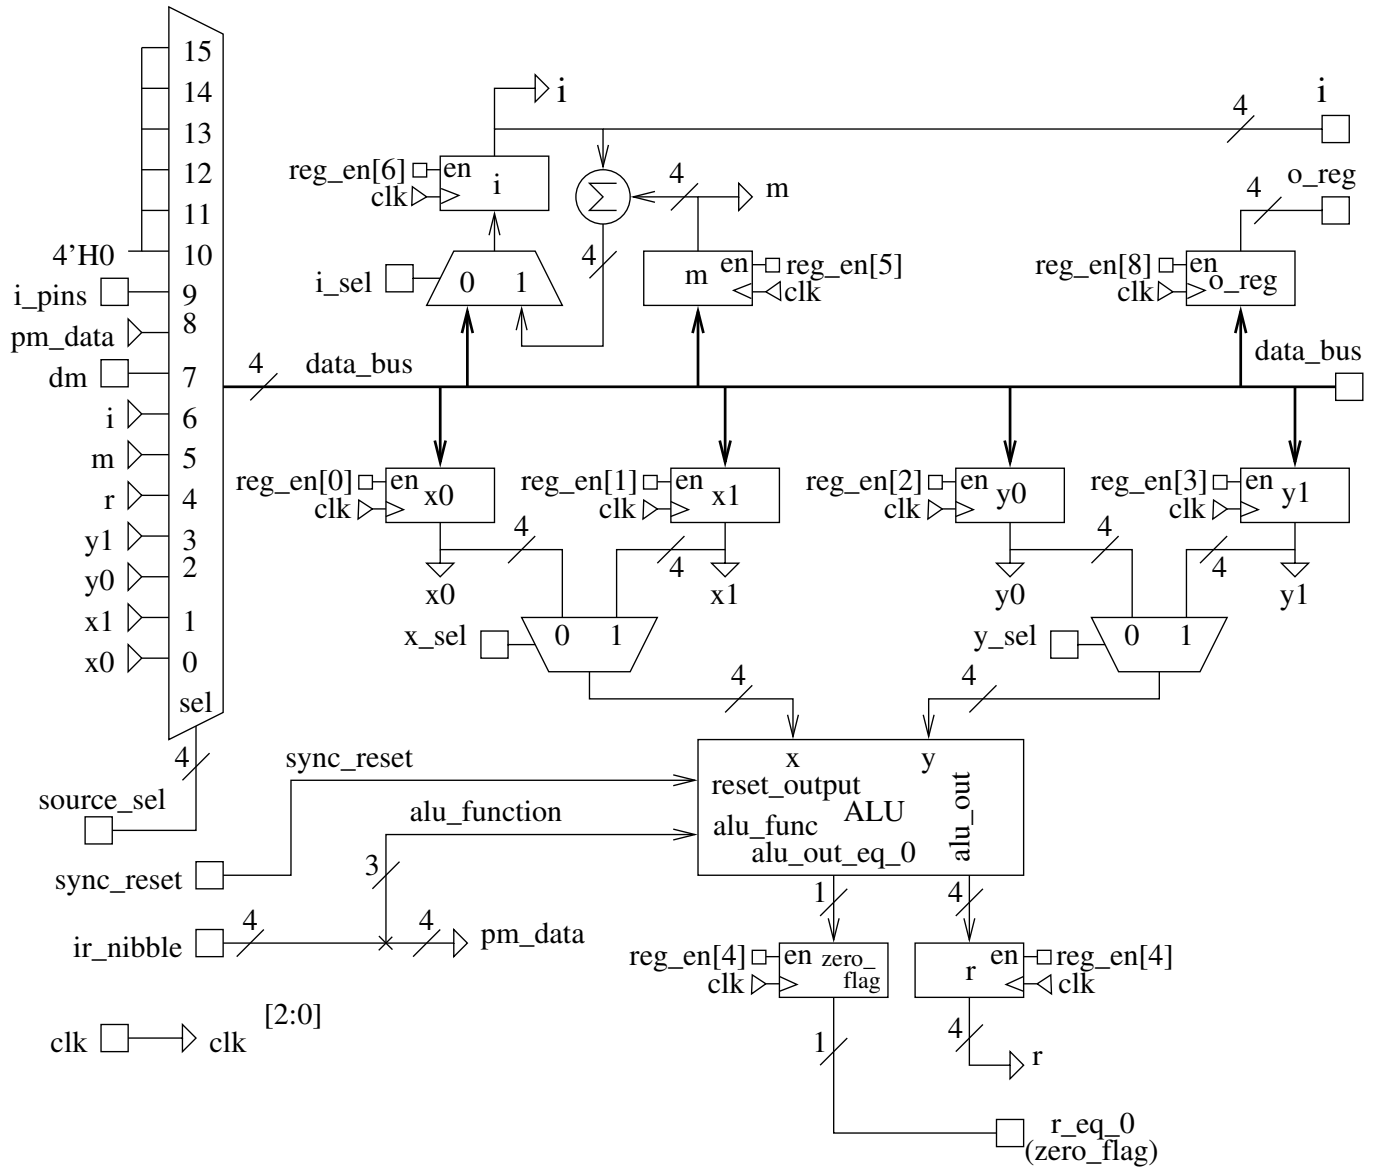 15
14
13
12
11
4'H0 10
i_pins 9
pm_data 8
dm 7
i 6
m 5
r 4
y1 3
y0 2
x1 1
x0 0
sel
4
source_sel
i
4 i
reg_en[6] en
clk i
Σ
4 m
4
i_sel 0 1
m en reg_en[5]
clk
4 o_reg
reg_en[8] en
clk o_reg
4 data_bus
data_bus
reg_en[0] en x0
clk
reg_en[1] en x1
clk
reg_en[2] en y0
clk
reg_en[3] en y1
clk
4 4 4 4
x0 x1 y0 y1
x_sel 0 1
y_sel 0 1
4 4
x y
sync_reset reset_output
ALU
alu_function alu_func
alu_out_eq_0
alu_out
sync_reset
3
ir_nibble 4 4 pm_data
1 4
reg_en[4] en zero_
clk flag
r en reg_en[4]
clk
[2:0]
clk clk
1 4
r
r_eq_0
(zero_flag)